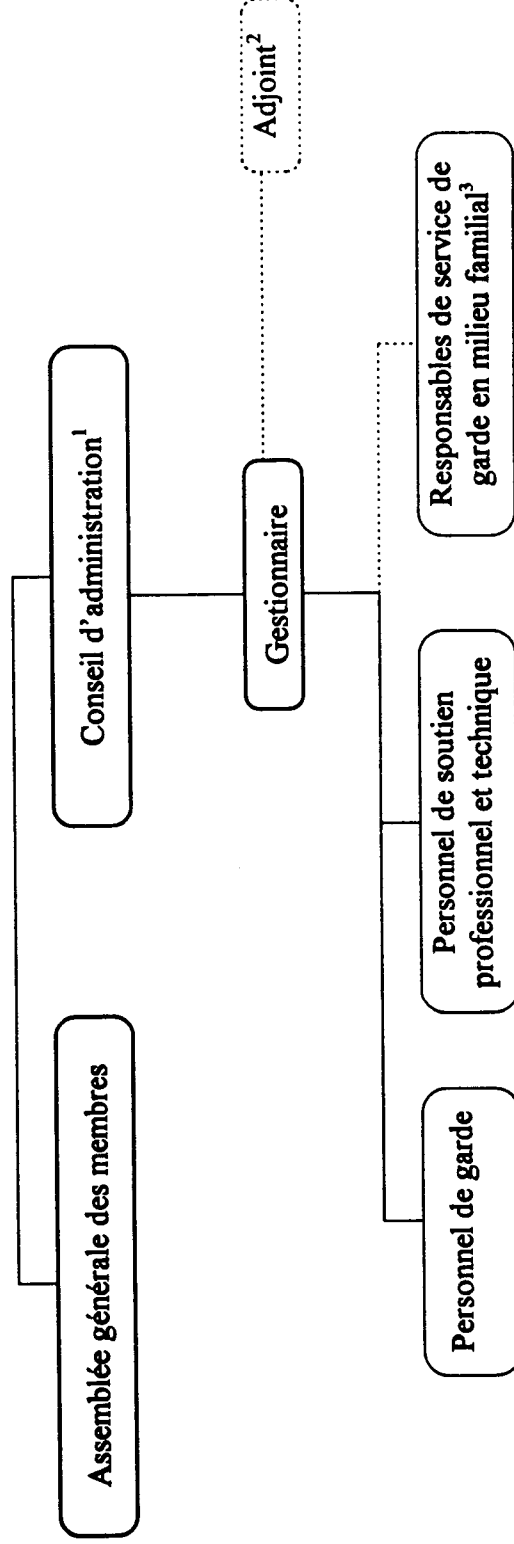 Assemblée générale des membres
Conseil d'administration¹
Gestionnaire
Adjoint²
Personnel de garde
Personnel de soutien
professionnel et technique
Responsables de service de
garde en milieu familial³